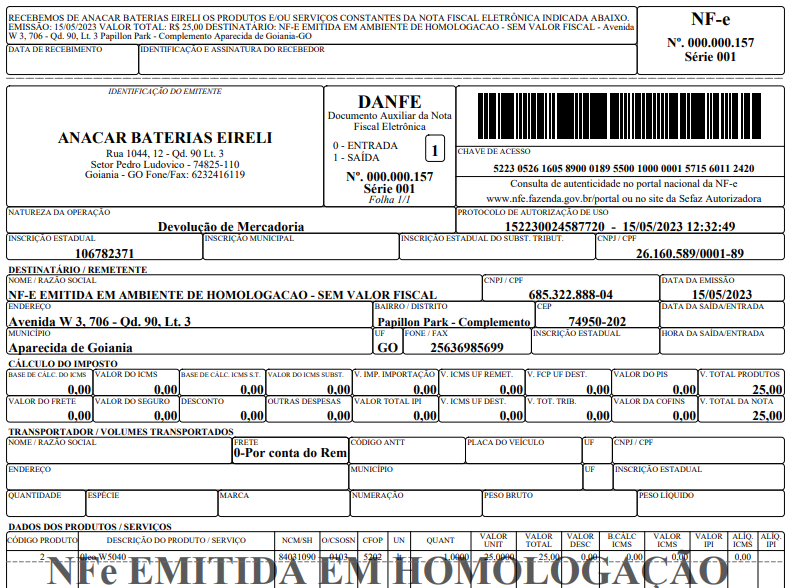 RECEBEMOS DE ANACAR BATERIAS EIRELI OS PRODUTOS E/OU SERVIÇOS CONSTANTES DA NOTA FISCAL ELETRÔNICA INDICADA ABAIXO.
EMISSÃO: 15/05/2023 VALOR TOTAL: R$ 25,00 DESTINATÁRIO: NF-E EMITIDA EM AMBIENTE DE HOMOLOGACAO - SEM VALOR FISCAL - Avenida
W 3, 706 - Qd. 90, Lt. 3 Papillon Park - Complemento Aparecida de Goiania-GO
DATA DE RECEBIMENTO IDENTIFICAÇÃO E ASSINATURA DO RECEBEDOR
NF-e
Nº. 000.000.157
Série 001
IDENTIFICAÇÃO DO EMITENTE
ANACAR BATERIAS EIRELI
Rua 1044, 12 - Qd. 90 Lt. 3
Setor Pedro Ludovico - 74825-110
Goiania - GO Fone/Fax: 6232416119
DANFE
Documento Auxiliar da Nota
Fiscal Eletrônica
0 - ENTRADA
1 - SAÍDA
1
Nº. 000.000.157
Série 001
Folha 1/1
CHAVE DE ACESSO
5223 0526 1605 8900 0189 5500 1000 0001 5715 6011 2420
Consulta de autenticidade no portal nacional da NF-e
www.nfe.fazenda.gov.br/portal ou no site da Sefaz Autorizadora
NATUREZA DA OPERAÇÃO PROTOCOLO DE AUTORIZAÇÃO DE USO
Devolução de Mercadoria 152230024587720 - 15/05/2023 12:32:49
INSCRIÇÃO ESTADUAL INSCRIÇÃO MUNICIPAL INSCRIÇÃO ESTADUAL DO SUBST. TRIBUT. CNPJ / CPF
106782371 26.160.589/0001-89
DESTINATÁRIO / REMETENTE
NOME / RAZÃO SOCIAL CNPJ / CPF DATA DA EMISSÃO
NF-E EMITIDA EM AMBIENTE DE HOMOLOGACAO - SEM VALOR FISCAL 685.322.888-04 15/05/2023
ENDEREÇO BAIRRO / DISTRITO CEP DATA DA SAÍDA/ENTRADA
Avenida W 3, 706 - Qd. 90, Lt. 3 Papillon Park - Complemento 74950-202
MUNICÍPIO UF FONE / FAX INSCRIÇÃO ESTADUAL HORA DA SAÍDA/ENTRADA
Aparecida de Goiania GO 25636985699
CÁLCULO DO IMPOSTO
BASE DE CÁLC. DO ICMS VALOR DO ICMS BASE DE CÁLC. ICMS S.T. VALOR DO ICMS SUBST. V. IMP. IMPORTAÇÃO V. ICMS UF REMET. V. FCP UF DEST. VALOR DO PIS V. TOTAL PRODUTOS
0,00 0,00 0,00 0,00 0,00 0,00 0,00 0,00 25,00
VALOR DO FRETE VALOR DO SEGURO DESCONTO OUTRAS DESPESAS VALOR TOTAL IPI V. ICMS UF DEST. V. TOT. TRIB. VALOR DA COFINS V. TOTAL DA NOTA
0,00 0,00 0,00 0,00 0,00 0,00 0,00 0,00 25,00
TRANSPORTADOR / VOLUMES TRANSPORTADOS
NOME / RAZÃO SOCIAL FRETE CÓDIGO ANTT PLACA DO VEÍCULO UF CNPJ / CPF
0-Por conta do Rem
ENDEREÇO MUNICÍPIO UF INSCRIÇÃO ESTADUAL
QUANTIDADE ESPÉCIE MARCA NUMERAÇÃO PESO BRUTO PESO LÍQUIDO
DADOS DOS PRODUTOS / SERVIÇOS
CÓDIGO PRODUTO DESCRIÇÃO DO PRODUTO / SERVIÇO NCM/SH O/CSOSN CFOP UN QUANT VALOR UNIT VALOR TOTAL VALOR DESC B.CÁLC ICMS VALOR ICMS VALOR IPI ALÍQ. ICMS ALÍQ. IPI
2 W5040 84031090 0103 5202 1,0000 25,0000 25,00 0,00 0,00 0,00 0,00
NFe EMITIDA EM HOMOLOGAÇÃO